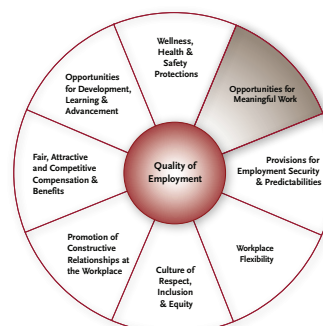 Wellness,
Health &
Safety
Protections
Opportunities for
Meaningful Work
Provisions for
Employment Security
& Predictabilities
Workplace
Flexibility
Culture of
Respect,
Inclusion
& Equity
Promotion of
Constructive
Relationships at
the Workplace
Fair, Attractive
and Competitive
Compensation &
Benefits
Opportunities
for Development,
Learning &
Advancement
Quality of
Employment